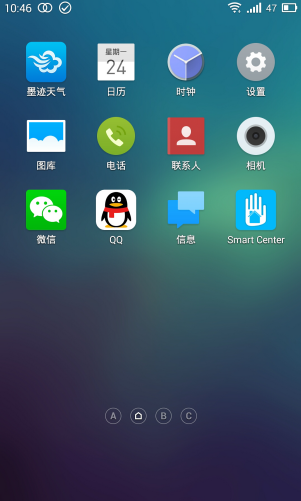 10:46 47
星期一
24
墨迹天气 日历 时钟 设置
图库 电话 联系人 相机
微信 QQ 信息 Smart Center
A B C